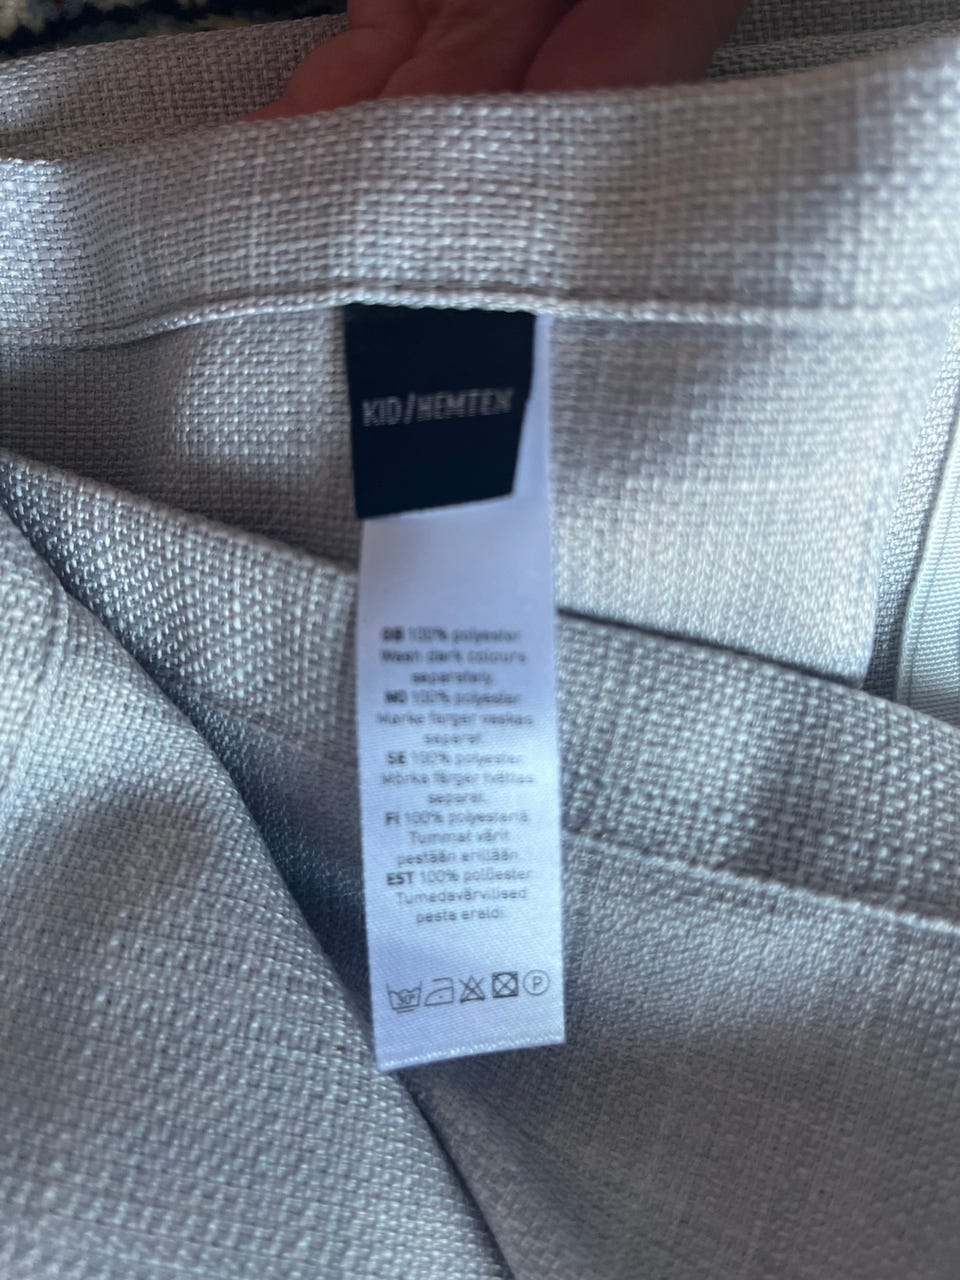 KID/HEMTEX
GB 100% polyester.
Wash dark colours
separately.
NO 100% polyester.
Mørke farger vaskes
separat.
SE 100% polyester.
Mörka färger tvättas
separat.
FI 100% polyesteriä.
Tummat värit
pestään erillään.
EST 100% polüester.
Tumedavärvilised
pesta eraldi.
P